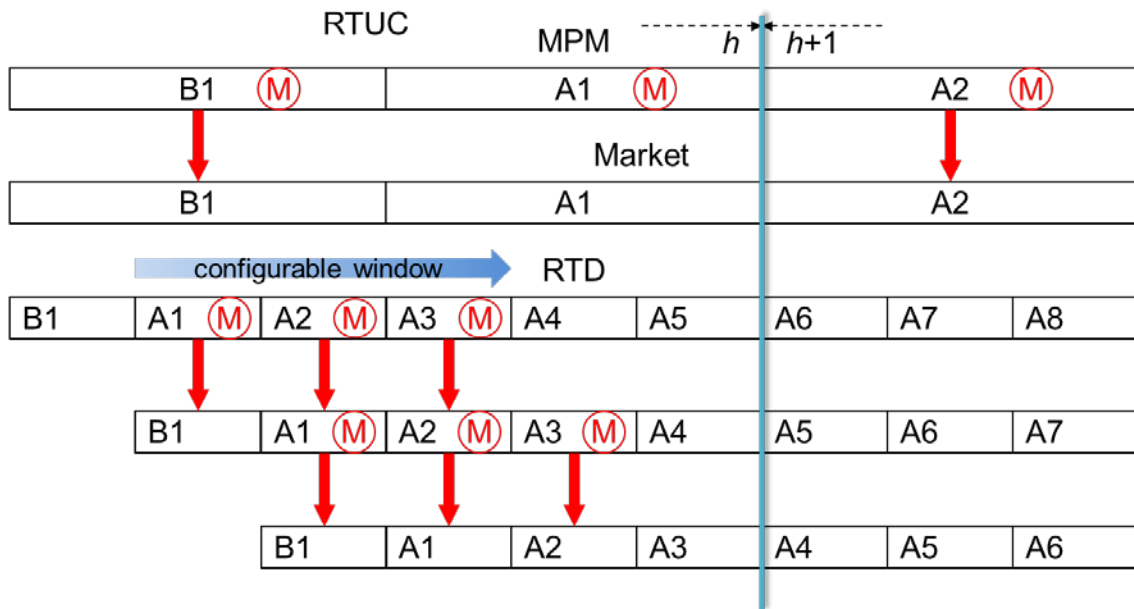 RTUC
MPM
h h+1
B1 M A1 M A2 M
Market
B1 A1 A2
configurable window RTD
B1 A1 M A2 M A3 M A4 A5 A6 A7 A8
B1 A1 M A2 M A3 M A4 A5 A6 A7
B1 A1 A2 A3 A4 A5 A6